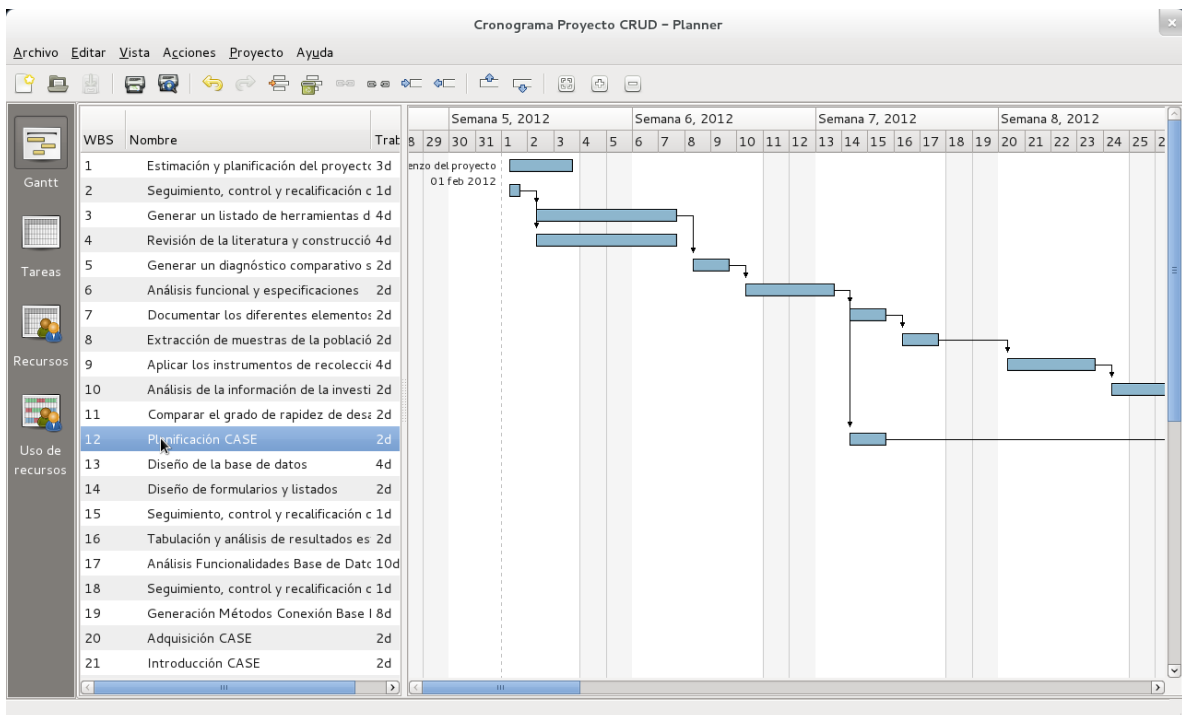 Cronograma Proyecto CRUD – Planner
Archivo Editar Vista Acciones Proyecto Ayuda
Semana 5, 2012 Semana 6, 2012 Semana 7, 2012 Semana 8, 2012
WBS Nombre Trab 8 29 30 31 1 2 3 4 5 6 7 8 9 10 11 12 13 14 15 16 17 18 19 20 21 22 23 24 25 2
Gantt
Tareas
Recursos
Uso de
recursos
1 Estimación y planificación del proyecto 3d
2 Seguimiento, control y recalificación c 1d
3 Generar un listado de herramientas d 4d
4 Revisión de la literatura y construcció 4d
5 Generar un diagnóstico comparativo s 2d
6 Análisis funcional y especificaciones 2d
7 Documentar los diferentes elementos 2d
8 Extracción de muestras de la població 2d
9 Aplicar los instrumentos de recolecci 4d
10 Análisis de la información de la investi 2d
11 Comparar el grado de rapidez de desa 2d
12 Planificación CASE 2d
13 Diseño de la base de datos 4d
14 Diseño de formularios y listados 2d
15 Seguimiento, control y recalificación c 1d
16 Tabulación y análisis de resultados es 2d
17 Análisis Funcionalidades Base de Datc 10d
18 Seguimiento, control y recalificación c 1d
19 Generación Métodos Conexión Base 8d
20 Adquisición CASE 2d
21 Introducción CASE 2d
enzo del proyecto
01 feb 2012